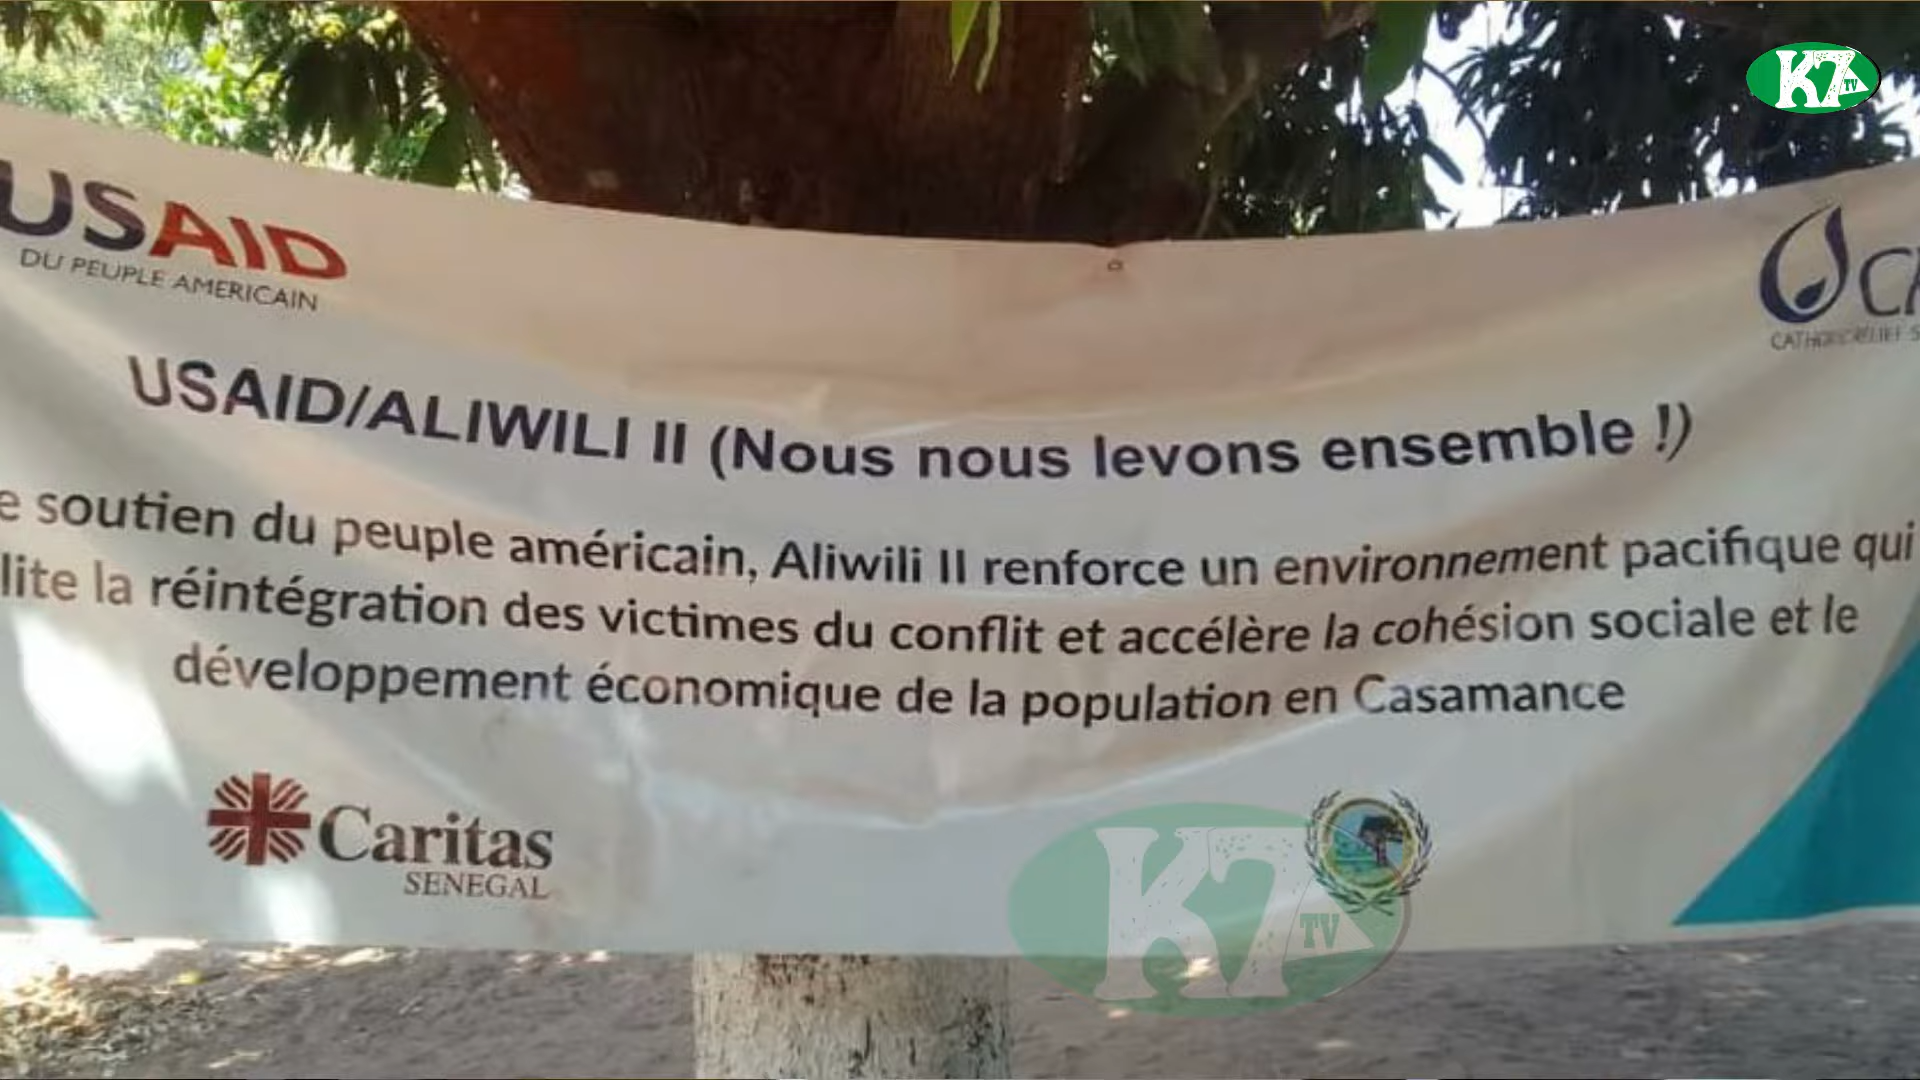 K7 TV
USAID
DU PEUPLE AMERICAIN
CATHOLIC RELIEF
USAID/ALIWILI II (Nous nous levons ensemble !)
e soutien du peuple américain, Aliwili II renforce un environnement pacifique qui
lite la réintégration des victimes du conflit et accélère la cohésion sociale et le
développement économique de la population en Casamance
Caritas
SENEGAL
K7 TV